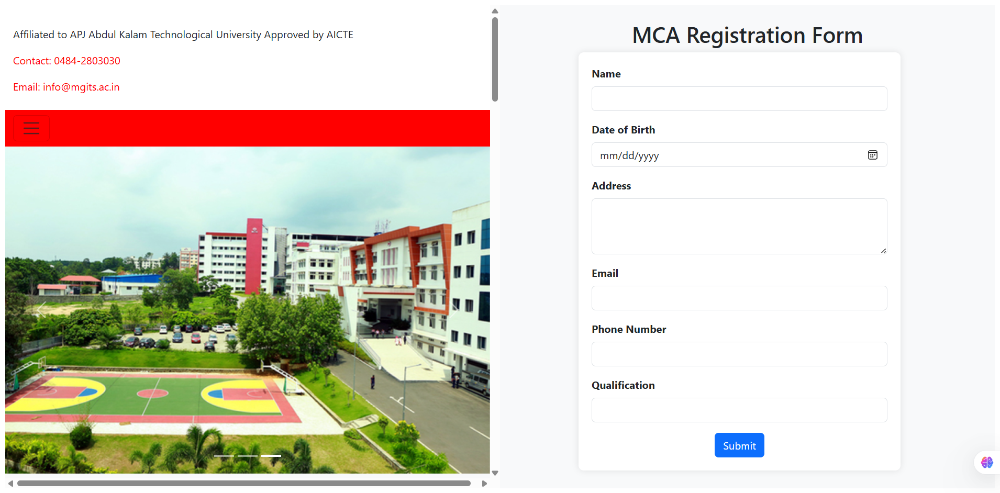 Affiliated to APJ Abdul Kalam Technological University Approved by AICTE
Contact: 0484-2803030
Email: info@mgits.ac.in
MCA Registration Form
Name
Date of Birth
mm/dd/yyyy
Address
Email
Phone Number
Qualification
Submit